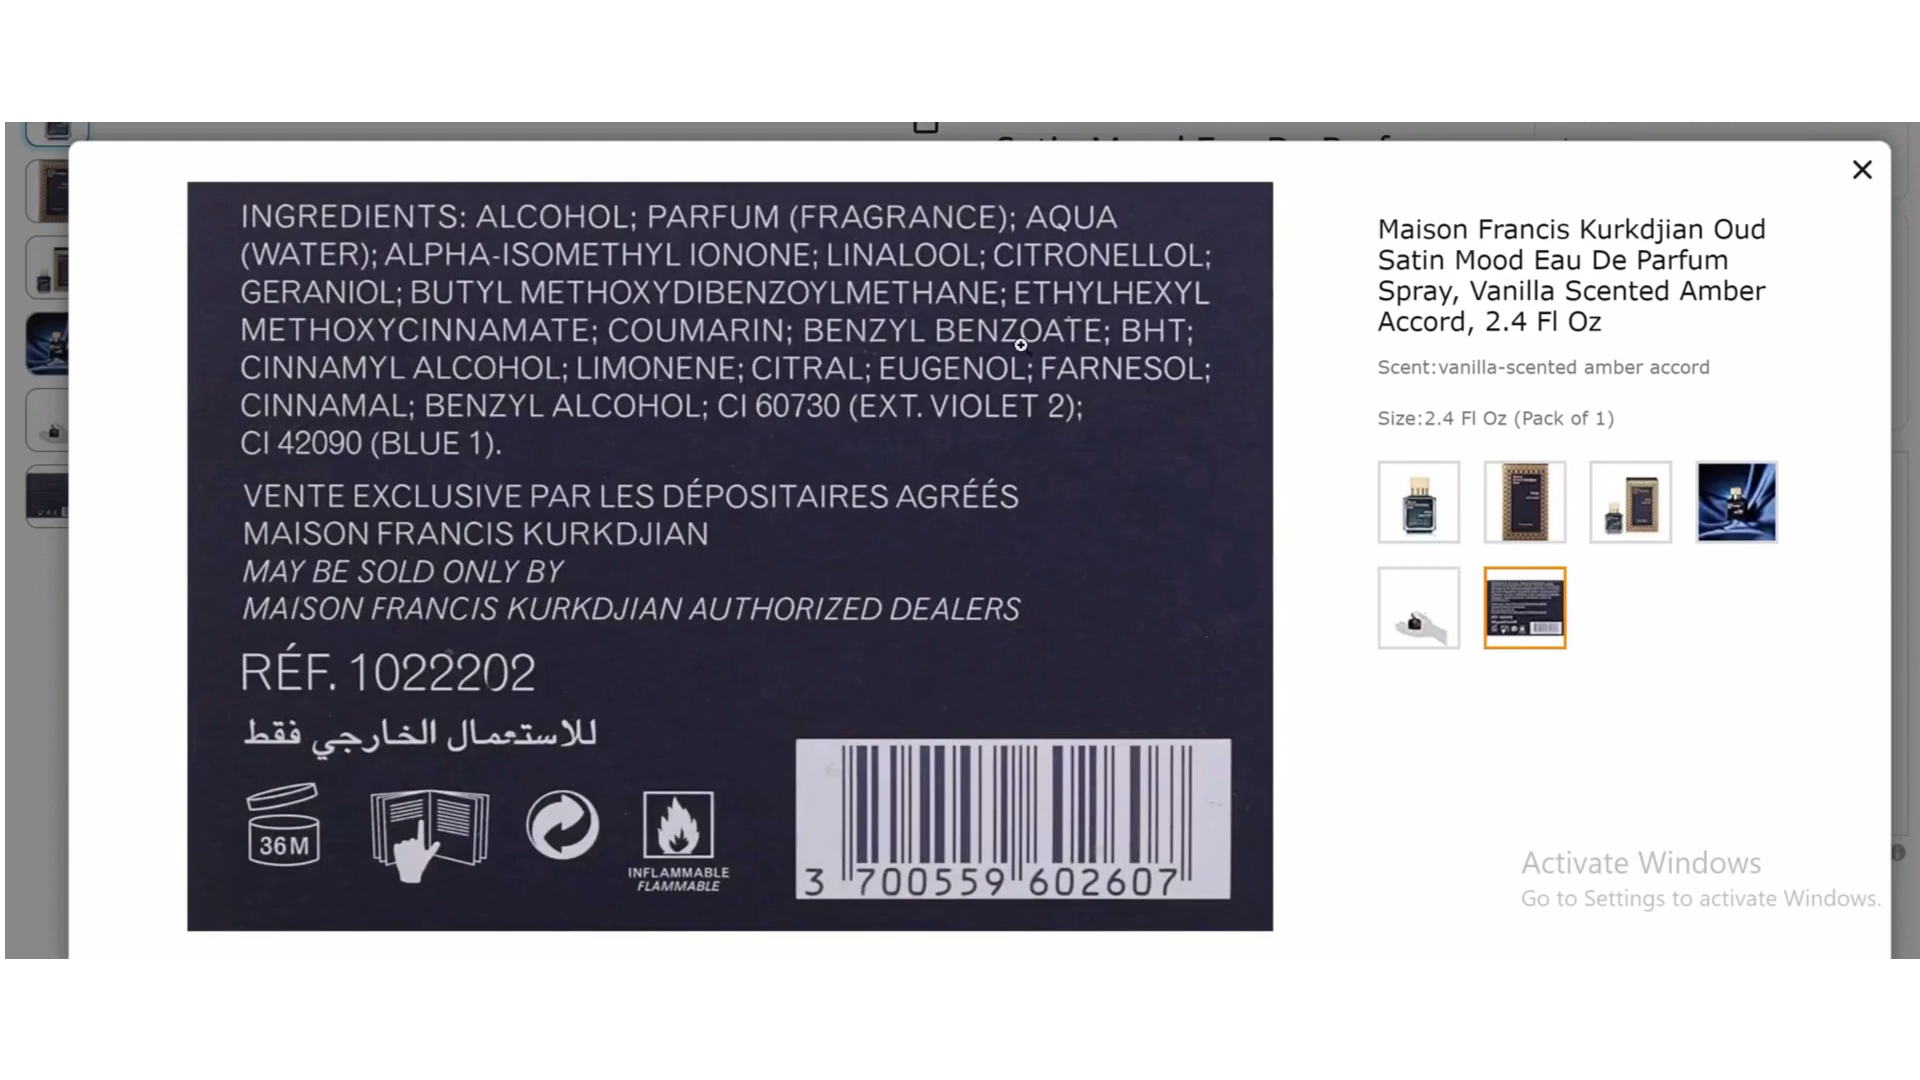 INGREDIENTS: ALCOHOL; PARFUM (FRAGRANCE); AQUA
(WATER); ALPHA-ISOMETHYL IONONE; LINALOOL; CITRONELLOL;
GERANIOL; BUTYL METHOXYDIBENZOYLMETHANE; ETHYLHEXYL
METHOXYCINNAMATE; COUMARIN; BENZYL BENZOATE; BHT;
CINNAMYL ALCOHOL; LIMONENE; CITRAL; EUGENOL; FARNESOL;
CINNAMAL; BENZYL ALCOHOL; CI 60730 (EXT. VIOLET 2);
CI 42090 (BLUE 1).
VENTE EXCLUSIVE PAR LES DÉPOSITAIRES AGRÉÉS
MAISON FRANCIS KURKDJIAN
MAY BE SOLD ONLY BY
MAISON FRANCIS KURKDJIAN AUTHORIZED DEALERS
RÉF. 1022202
للاستعمال الخارجي فقط
36M
INFLAMMABLE
FLAMMABLE
3 700559 602607
Maison Francis Kurkdjian Oud
Satin Mood Eau De Parfum
Spray, Vanilla Scented Amber
Accord, 2.4 Fl Oz
Scent:vanilla-scented amber accord
Size:2.4 Fl Oz (Pack of 1)
Activate Windows
Go to Settings to activate Windows.